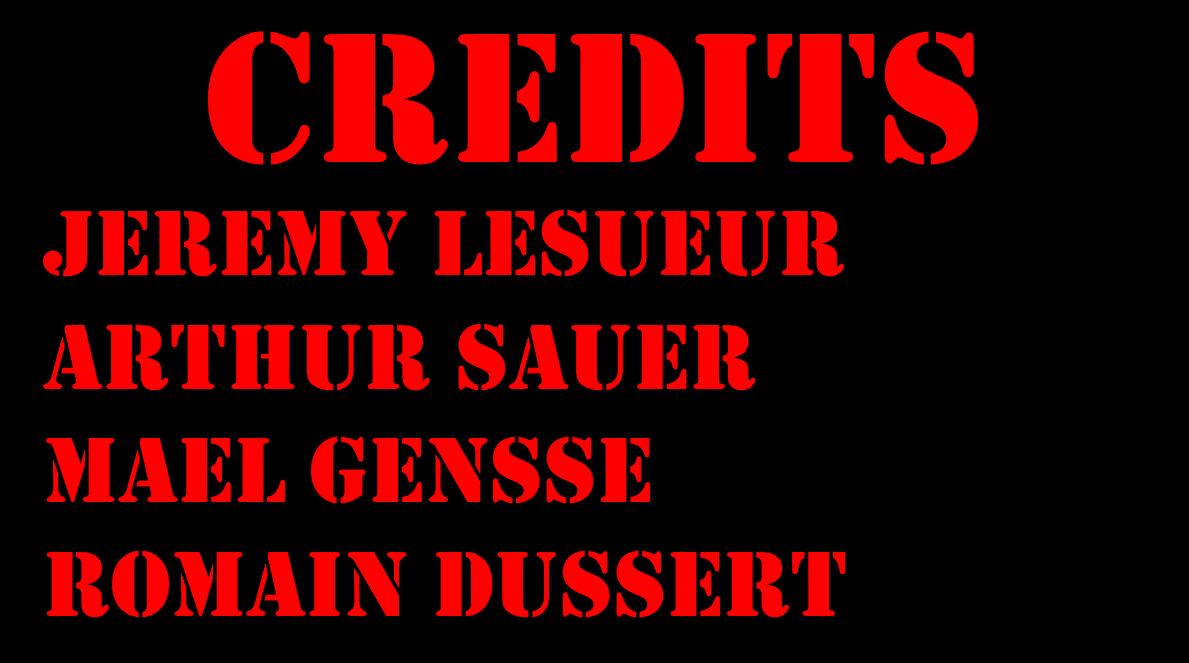 CREDITS
JEREMY LESUEUR
ARTHUR SAUER
MAEL GENSSE
ROMAIN DUSSERT